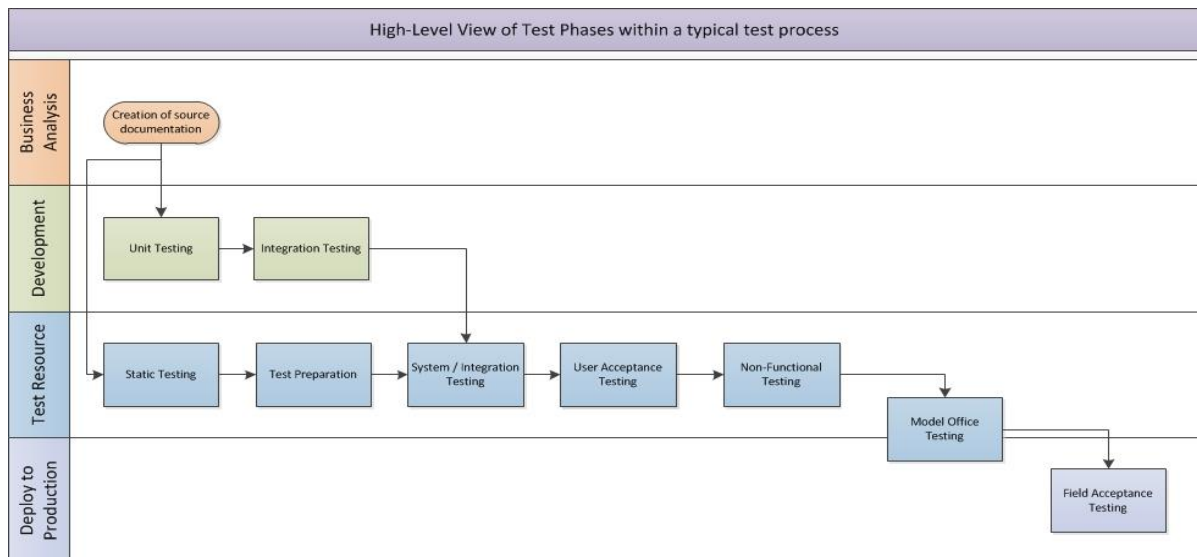 High-Level View of Test Phases within a typical test process
Business
Analysis
Creation of source
documentation
Development
Unit Testing
Integration Testing
Test Resource
Static Testing
Test Preparation
System / Integration
Testing
User Acceptance
Testing
Non-Functional
Testing
Model Office
Testing
Deploy to
Production
Field Acceptance
Testing